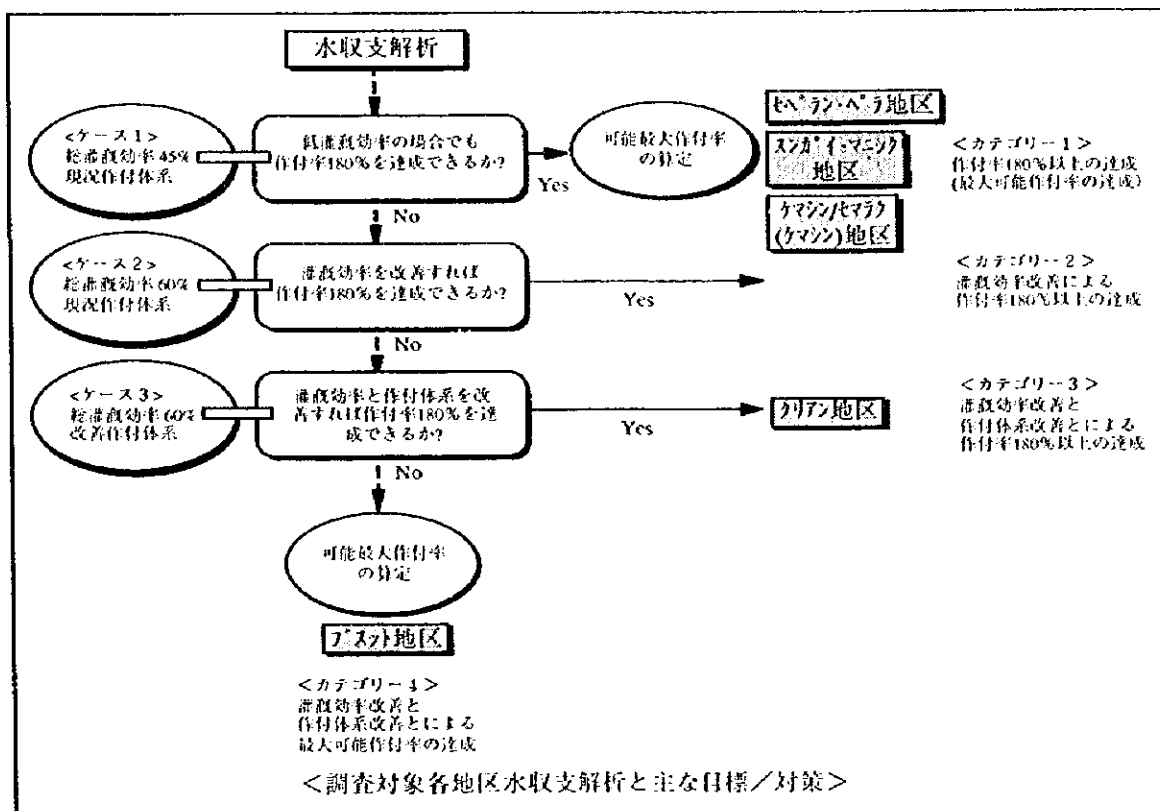 水収支解析
<ケース1>
総灌漑効率45%
現況作付体系
低灌漑効率の場合でも
作付率180%を達成できるか?
Yes
可能最大作付率
の算定
セベラン・ペラ地区
スンガイ・マニック
地区
ケマシン/セマラク
(ケマシン)地区
<カテゴリー1>
作付率180%以上の達成
(最大可能作付率の達成)
No
<ケース2>
総灌漑効率60%
現況作付体系
灌漑効率を改善すれば
作付率180%を達成できるか?
Yes
<カテゴリー2>
灌漑効率改善による
作付率180%以上の達成
No
<ケース3>
総灌漑効率60%
改善作付体系
灌漑効率と作付体系を改
善すれば作付率180%を達
成できるか?
Yes
クリアン地区
<カテゴリー3>
灌漑効率改善と
作付体系改善とによる
作付率180%以上の達成
No
可能最大作付率
の算定
ブスット地区
<カテゴリー4>
灌漑効率改善と
作付体系改善とによる
最大可能作付率の達成
<調査対象各地区水収支解析と主な目標/対策>